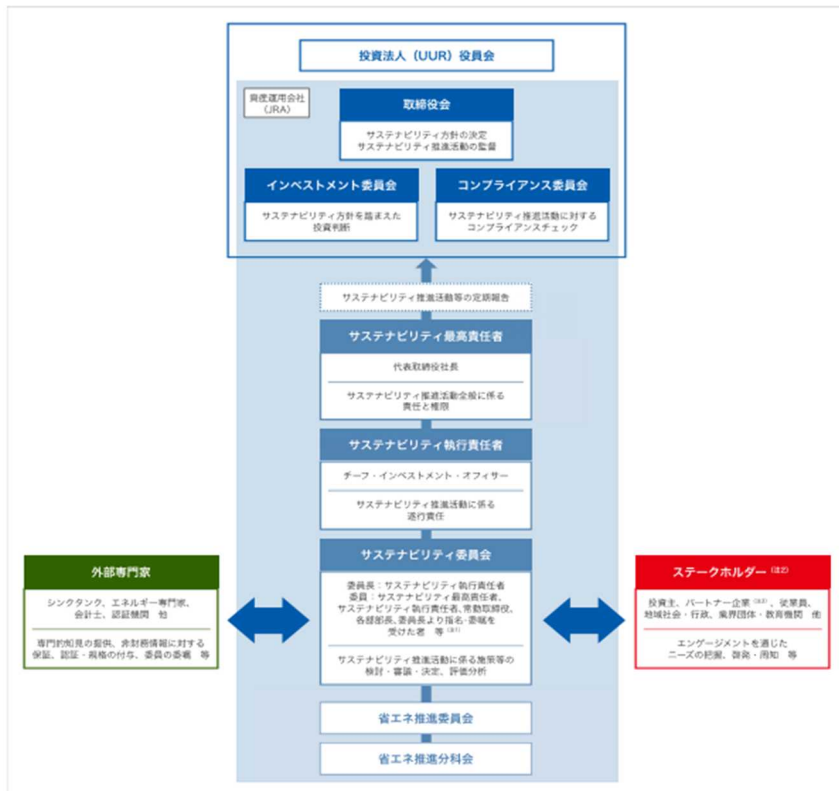 投資法人（UUR）役員会
資産運用会社
（JRA）
取締役会
サステナビリティ方針の決定
サステナビリティ推進活動の監督
インベストメント委員会
サステナビリティ方針を踏まえた
投資判断
コンプライアンス委員会
サステナビリティ推進活動に対する
コンプライアンスチェック
サステナビリティ推進活動等の定期報告
サステナビリティ最高責任者
代表取締役社長
サステナビリティ推進活動全般に係る
責任と権限
サステナビリティ執行責任者
チーフ・インベストメント・オフィサー
サステナビリティ推進活動に係る
遂行責任
サステナビリティ委員会
委員長：サステナビリティ執行責任者
委員：サステナビリティ最高責任者、
サステナビリティ執行責任者、常勤取締役、
各部部長、委員長より指名・委嘱を
受けた者　等（注1）
サステナビリティ推進活動に係る施策等の
検討・審議・決定、評価分析
省エネ推進委員会
省エネ推進分科会
外部専門家
シンクタンク、エネルギー専門家、
会計士、認証機関　他
専門的知見の提供、非財務情報に対する
保証、認証・規格の付与、委員の委嘱　等
ステークホルダー（注2）
投資主、パートナー企業（注3）、従業員、
地域社会・行政、業界団体・教育機関　他
エンゲージメントを通じた
ニーズの把握、啓発・周知　等